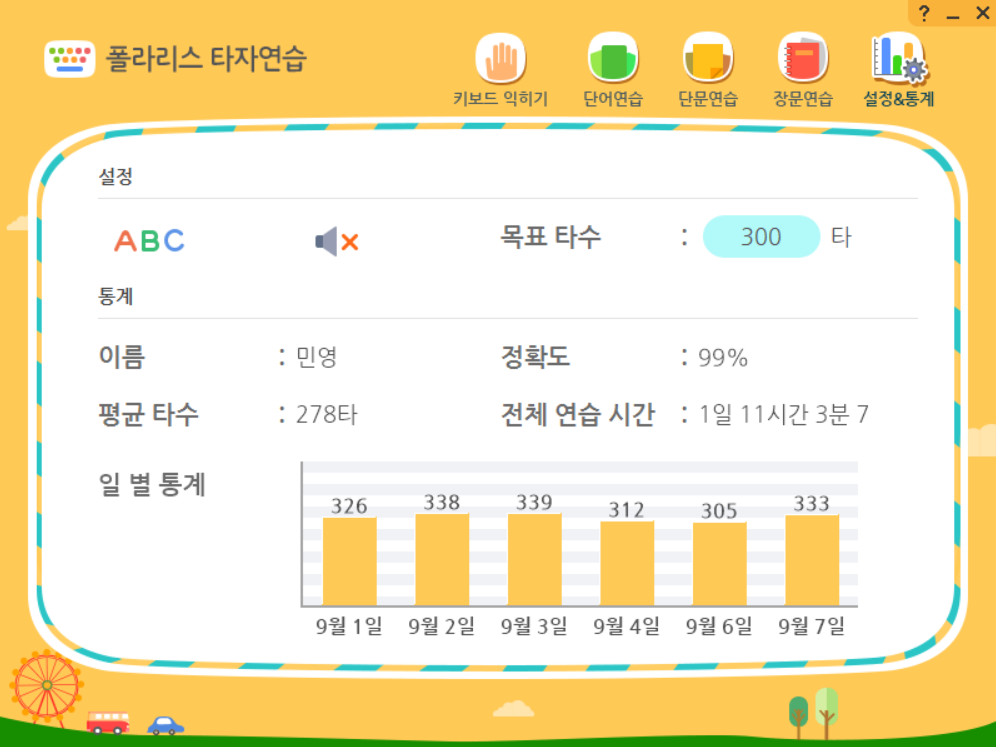 ?
폴라리스 타자연습
키보드 익히기 단어연습 단문연습 장문연습 설정&통계
설정
ABC 목표 타수 : 300 타
통계
이름 : 민영 정확도 : 99%
평균 타수 : 278타 전체 연습 시간 : 1일 11시간 3분 7
일 별 통계
326 338 339 312 305 333
9월 1일 9월 2일 9월 3일 9월 4일 9월 6일 9월 7일